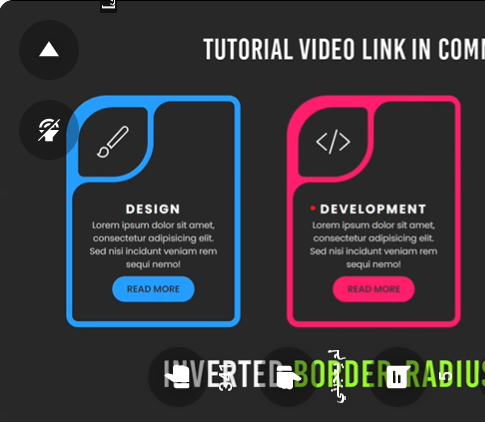 TUTORIAL VIDEO LINK IN COMM
DESIGN
Lorem ipsum dolor sit amet,
consectetur adipisicing elit.
Sed nisi incidunt veniam rem
sequi nemo!
READ MORE
</> DEVELOPMENT
Lorem ipsum dolor sit amet,
consectetur adipisicing elit.
Sed nisi incidunt veniam rem
sequi nemo!
READ MORE
INVERTED BORDER-RADIUS
344
5